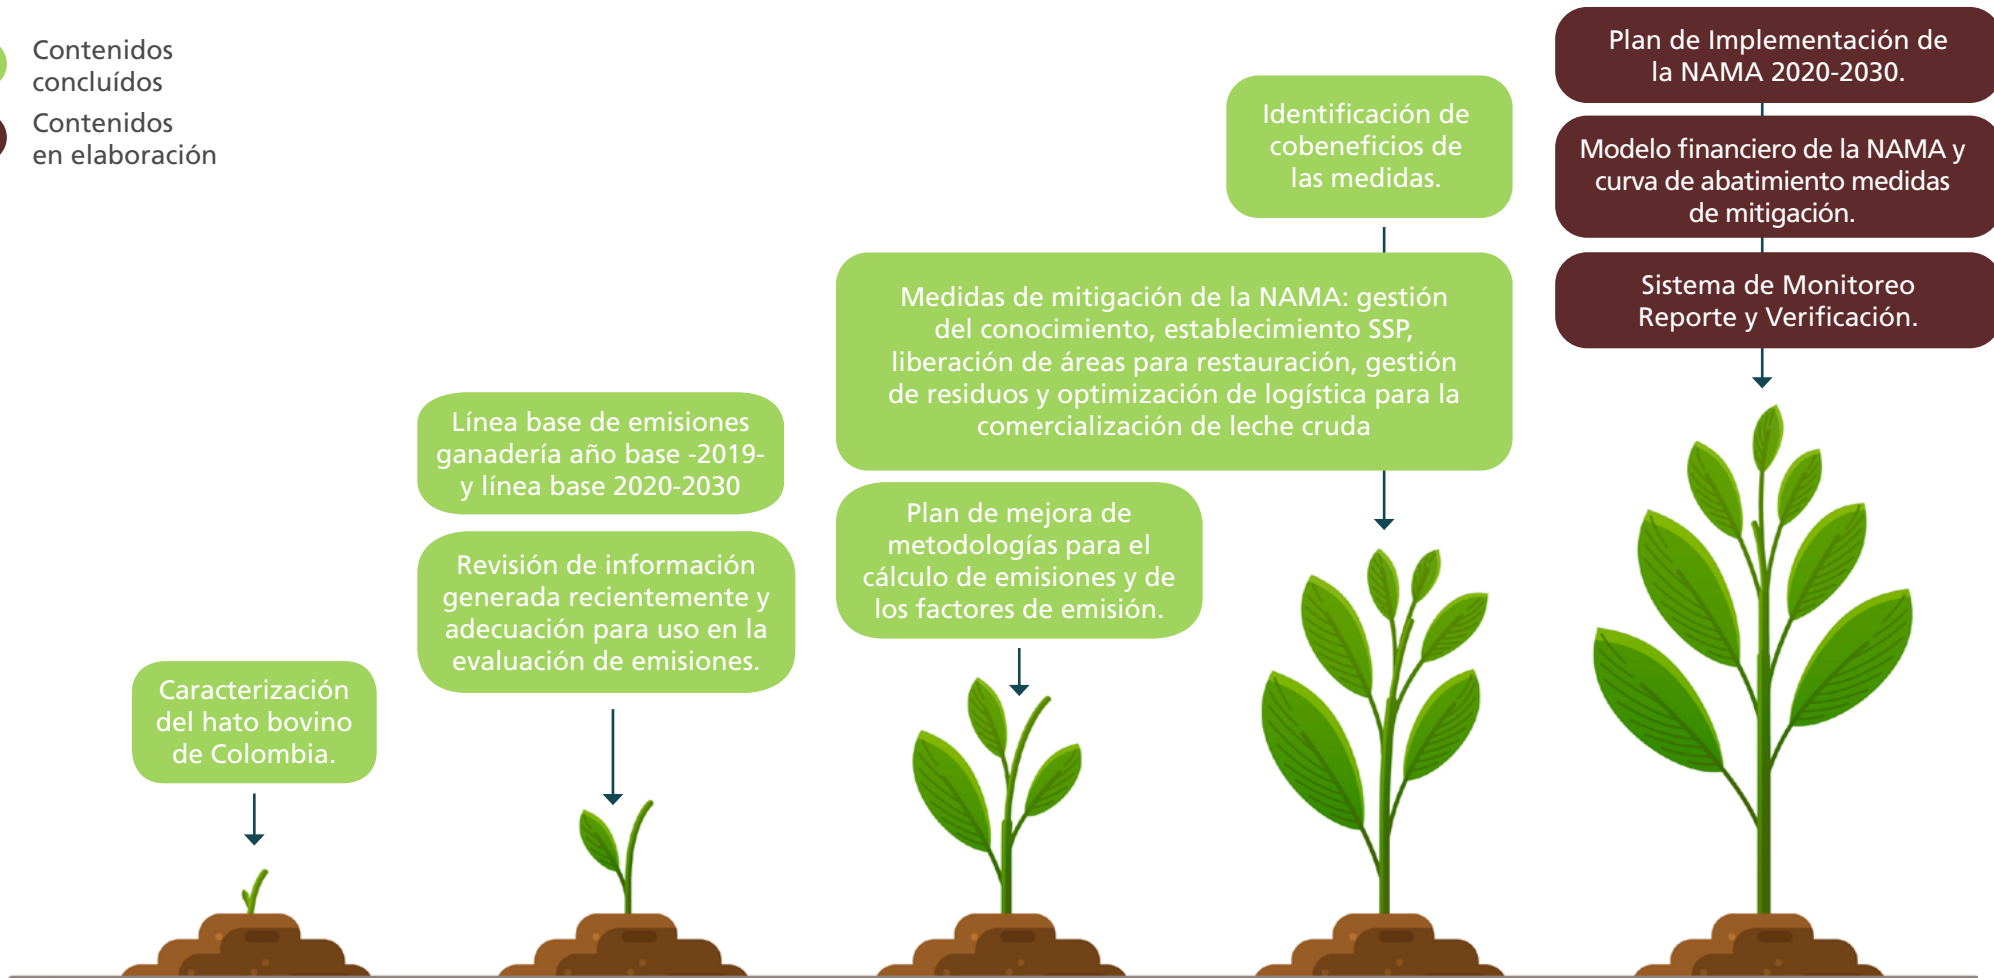 Contenidos
concluídos
Contenidos
en elaboración
Caracterización
del hato bovino
de Colombia.
Línea base de emisiones
ganadería año base -2019-
y línea base 2020-2030
Revisión de información
generada recientemente y
adecuación para uso en la
evaluación de emisiones.
Plan de mejora de
metodologías para el
cálculo de emisiones y de
los factores de emisión.
Identificación de
cobeneficios de
las medidas.
Medidas de mitigación de la NAMA: gestión
del conocimiento, establecimiento SSP,
liberación de áreas para restauración, gestión
de residuos y optimización de logística para la
comercialización de leche cruda
Plan de Implementación de
la NAMA 2020-2030.
Modelo financiero de la NAMA y
curva de abatimiento medidas
de mitigación.
Sistema de Monitoreo
Reporte y Verificación.